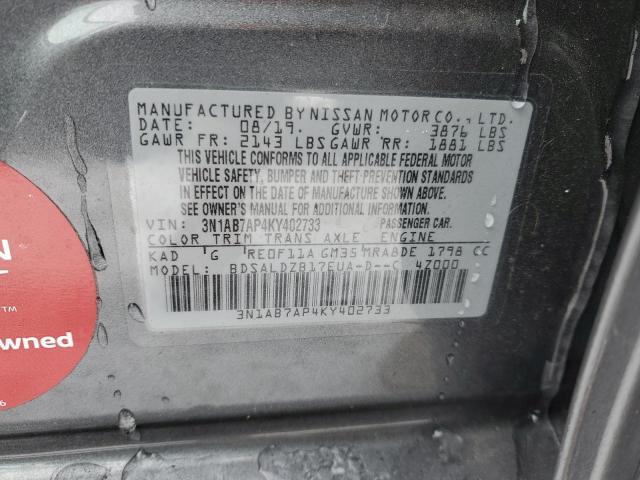 MANUFACTURED BY NISSAN MOTOR CO., LTD.
DATE: 08/19. GVWR: 3876 LBS
GAWR FR: 2143 LBS GAWR RR: 1881 LBS
THIS VEHICLE CONFORMS TO ALL APPLICABLE FEDERAL MOTOR
VEHICLE SAFETY, BUMPER AND THEFT PREVENTION STANDARDS
IN EFFECT ON THE DATE OF MANUFACTURE SHOWN ABOVE.
SEE OWNER'S MANUAL FOR ADDITIONAL INFORMATION.
VIN: 3N1AB7AP4KY402733 PASSENGER CAR.
COLOR TRIM TRANS AXLE ENGINE
KAD G RE0F11A GM35 MRA8DE 1798 CC
MODEL: BDSALDZB17EUA-D--C 4Z000
3N1AB7AP4KY402733
N
TM
wned
6